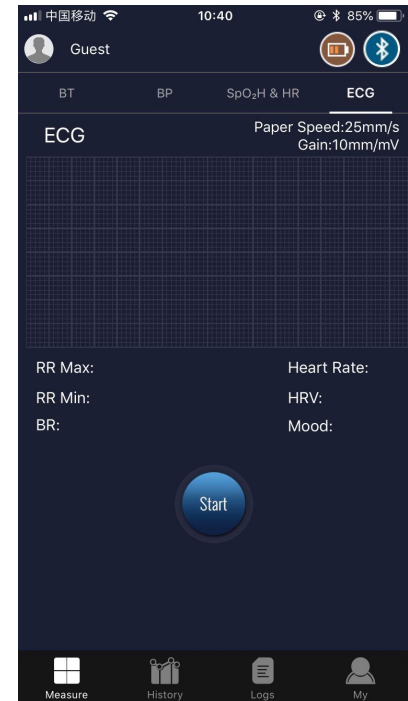 中国移动 10:40 85%
Guest
BT BP SpO₂H & HR ECG
ECG Paper Speed:25mm/s
Gain:10mm/mV
RR Max: Heart Rate:
RR Min: HRV:
BR: Mood:
Start
Measure History Logs My